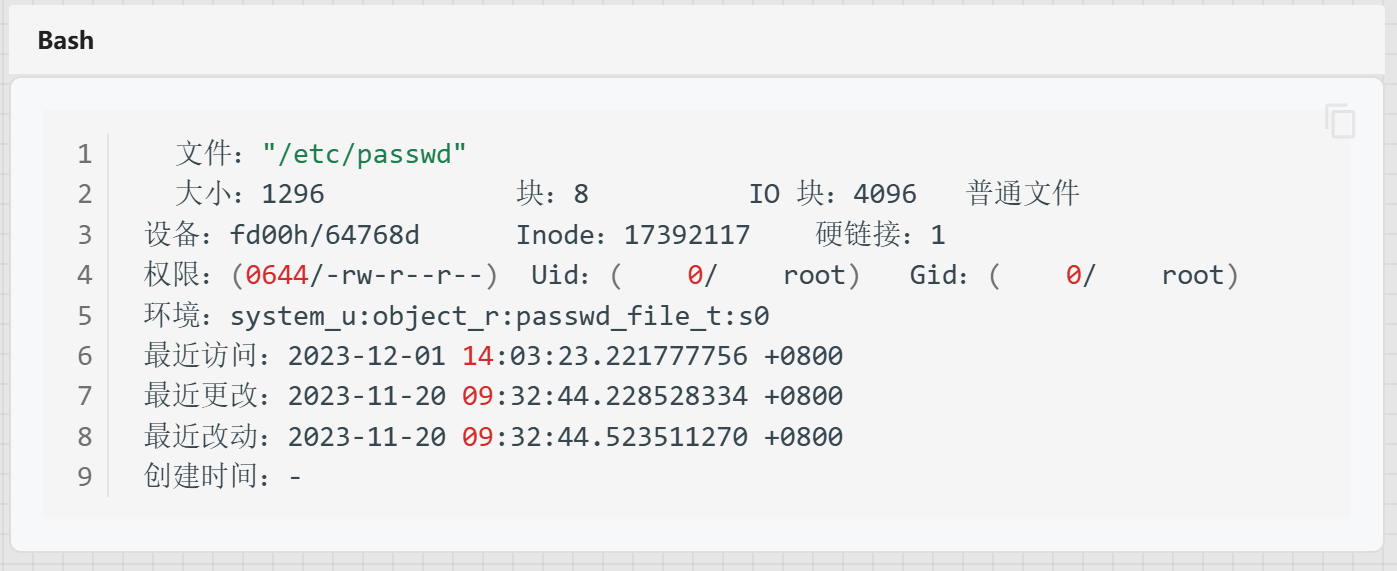 Bash
1 文件："/etc/passwd"
2 大小：1296 块：8 IO 块：4096 普通文件
3 设备：fd00h/64768d Inode：17392117 硬链接：1
4 权限：(0644/-rw-r--r--) Uid：( 0/ root) Gid：( 0/ root)
5 环境：system_u:object_r:passwd_file_t:s0
6 最近访问：2023-12-01 14:03:23.221777756 +0800
7 最近更改：2023-11-20 09:32:44.228528334 +0800
8 最近改动：2023-11-20 09:32:44.523511270 +0800
9 创建时间：-